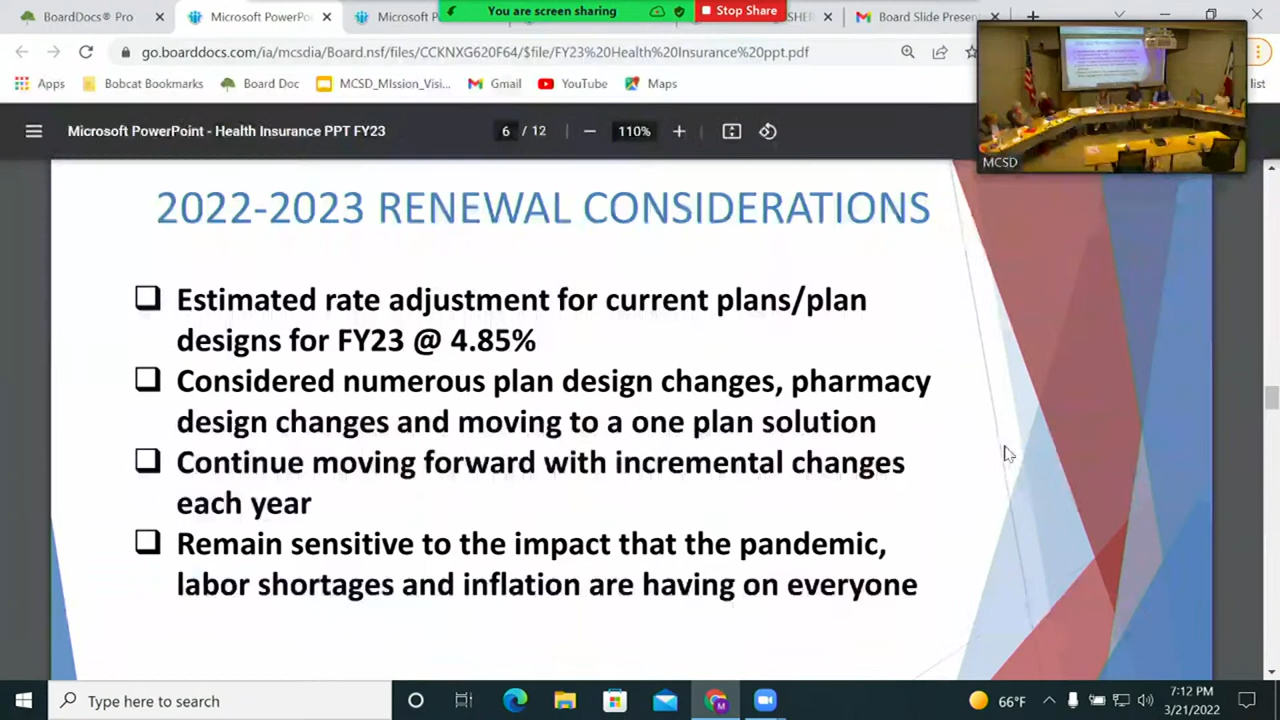 BoardDocs® Pro
Microsoft PowerPo
Microsoft P
You are screen sharing
Stop Share
SHER
Board Slide Presen
go.boarddocs.com/ia/mcsdia/Board.nsf/files/CCNNXG620F64/$file/FY23%20Health%20Insurance%20ppt.pdf
Apps
Bobcat Bookmarks
Board Doc
MCSD_Mission_Visi...
Gmail
YouTube
Maps
list
Microsoft PowerPoint - Health Insurance PPT FY23
6 / 12
110%
MCSD
2022-2023 RENEWAL CONSIDERATIONS
Estimated rate adjustment for current plans/plan
designs for FY23 @ 4.85%
Considered numerous plan design changes, pharmacy
design changes and moving to a one plan solution
Continue moving forward with incremental changes
each year
Remain sensitive to the impact that the pandemic,
labor shortages and inflation are having on everyone
Type here to search
66°F
7:12 PM
3/21/2022